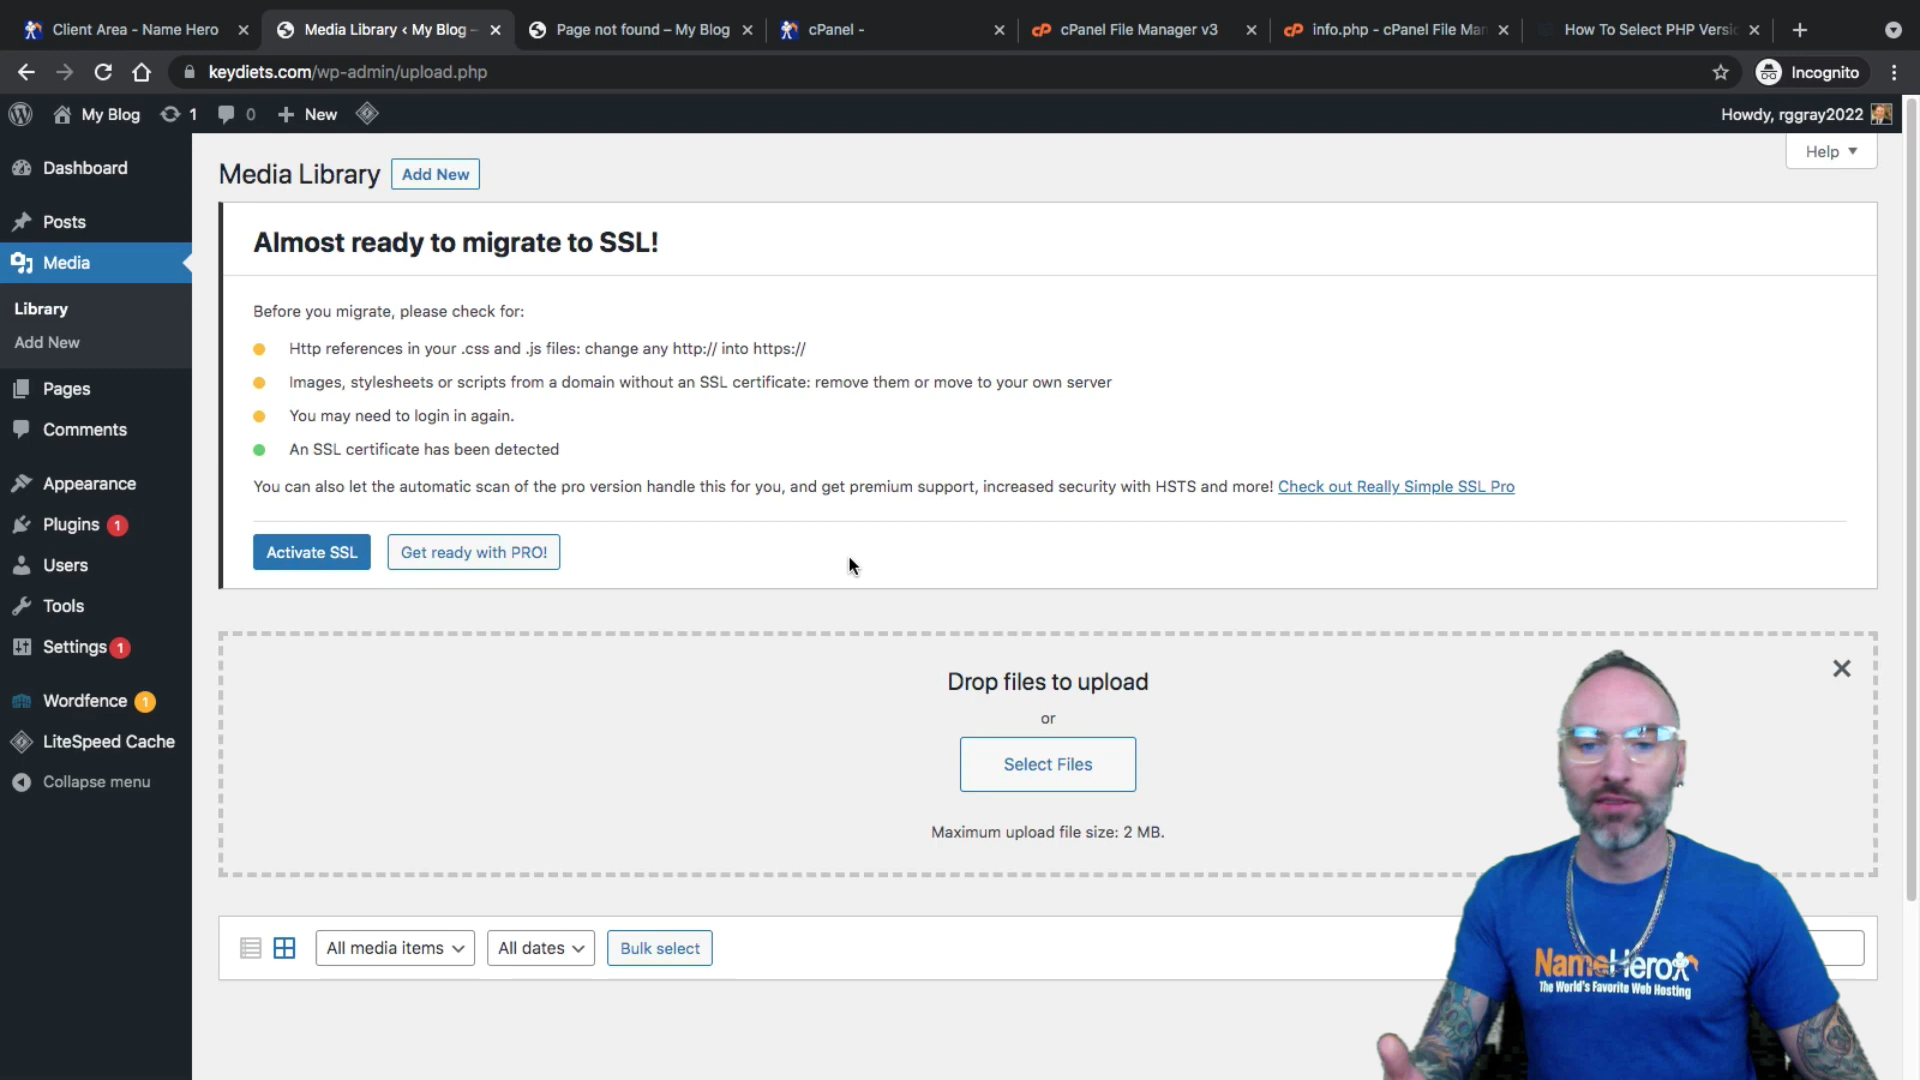 Client Area - Name Hero
Media Library ‹ My Blog –
Page not found – My Blog
cPanel -
cPanel File Manager v3
info.php - cPanel File Man
How To Select PHP Versi
keydiets.com/wp-admin/upload.php
Incognito
My Blog
1
0
New
Howdy, rggray2022
Dashboard
Posts
Media
Library
Add New
Pages
Comments
Appearance
Plugins 1
Users
Tools
Settings 1
Wordfence 1
LiteSpeed Cache
Collapse menu
Help
Media Library
Add New
Almost ready to migrate to SSL!
Before you migrate, please check for:
Http references in your .css and .js files: change any http:// into https://
Images, stylesheets or scripts from a domain without an SSL certificate: remove them or move to your own server
You may need to login in again.
An SSL certificate has been detected
You can also let the automatic scan of the pro version handle this for you, and get premium support, increased security with HSTS and more! Check out Really Simple SSL Pro
Activate SSL
Get ready with PRO!
Drop files to upload
or
Select Files
Maximum upload file size: 2 MB.
All media items
All dates
Bulk select
NameHero
The World's Favorite Web Hosting